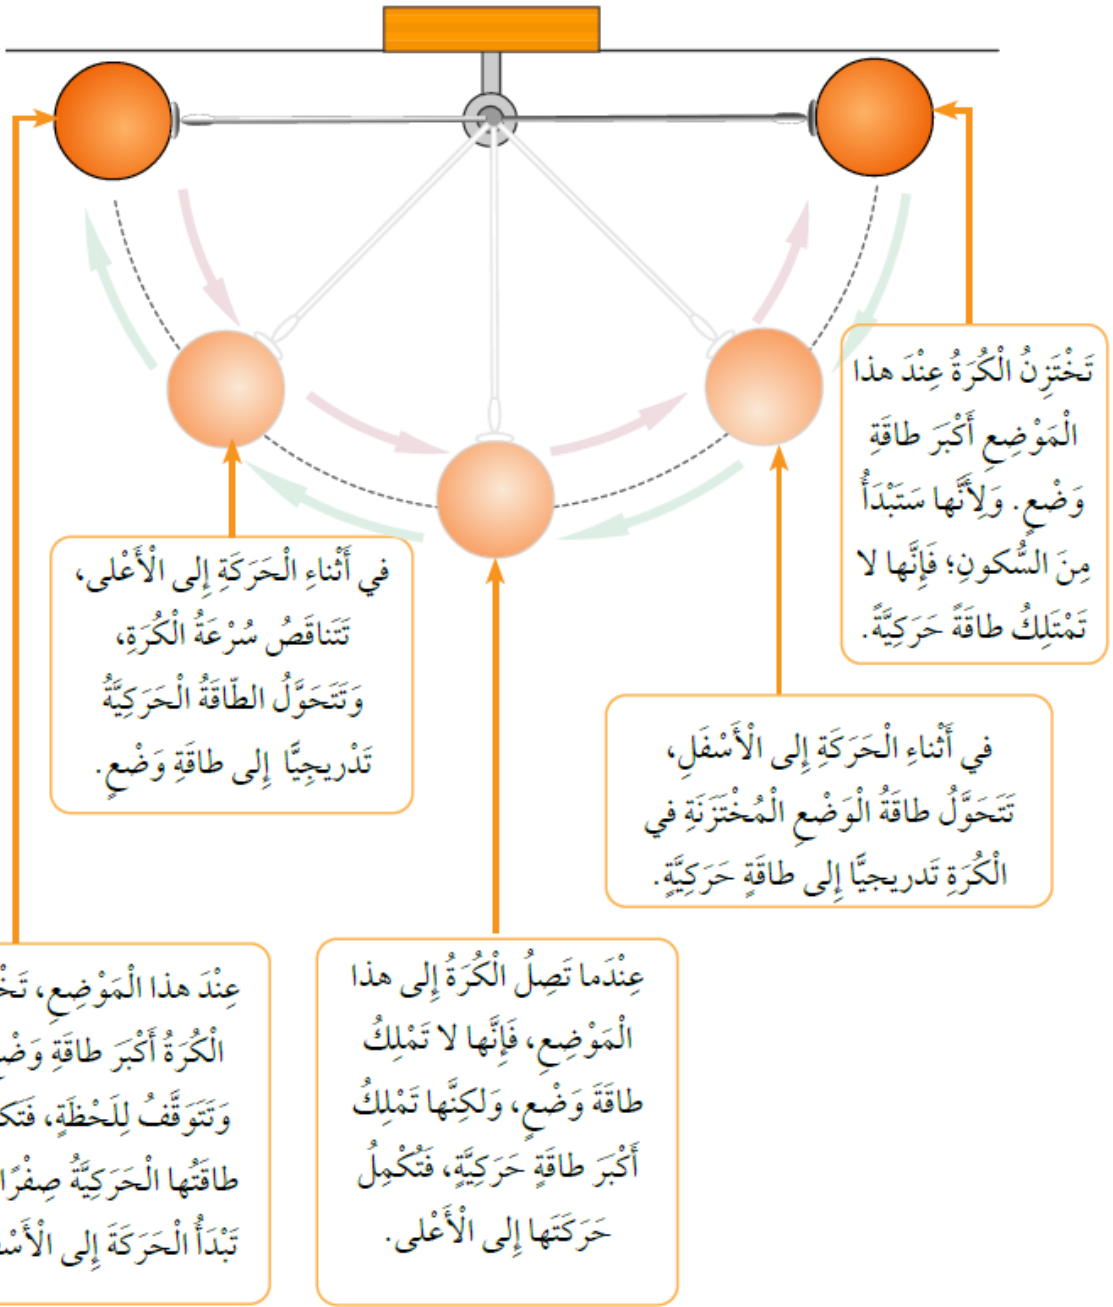 تَخْتَزِنُ الْكُرَةُ عِنْدَ هذا
الْمَوْضِعِ أَكْبَرَ طاقَةِ
وَضْعٍ. وَلِأَنَّها سَتَبْدَأُ
مِنَ السُّكونِ؛ فَإِنَّها لا
تَمْتَلِكُ طاقَةً حَرَكِيَّةً.
في أَثْناءِ الْحَرَكَةِ إِلى الْأَسْفَلِ،
تَتَحَوَّلُ طاقَةُ الْوَضْعِ الْمُخْتَزَنَةِ في
الْكُرَةِ تَدريجيًّا إِلى طاقَةٍ حَرَكِيَّةٍ.
عِنْدَما تَصِلُ الْكُرَةُ إِلى هذا
الْمَوْضِعِ، فَإِنَّها لا تَمْلِكُ
طاقَةَ وَضْعٍ، وَلكِنَّها تَمْلِكُ
أَكْبَرَ طاقَةٍ حَرَكِيَّةٍ، فَتُكْمِلُ
حَرَكَتَها إِلى الْأَعْلى.
في أَثْناءِ الْحَرَكَةِ إِلى الْأَعْلى،
تَتَناقَصُ سُرْعَةُ الْكُرَةِ،
وَتَتَحَوَّلُ الطّاقَةُ الْحَرَكِيَّةُ
تَدْريجِيًّا إِلى طاقَةِ وَضْعٍ.
عِنْدَ هذا الْمَوْضِعِ،
الْكُرَةُ أَكْبَرَ طاقَةِ
وَتَتَوَقَّفُ لِلَحْظَةٍ،
طاقَتُها الْحَرَكِيَّةُ صِفْرًا
تَبْدَأُ الْحَرَكَةَ إِلى